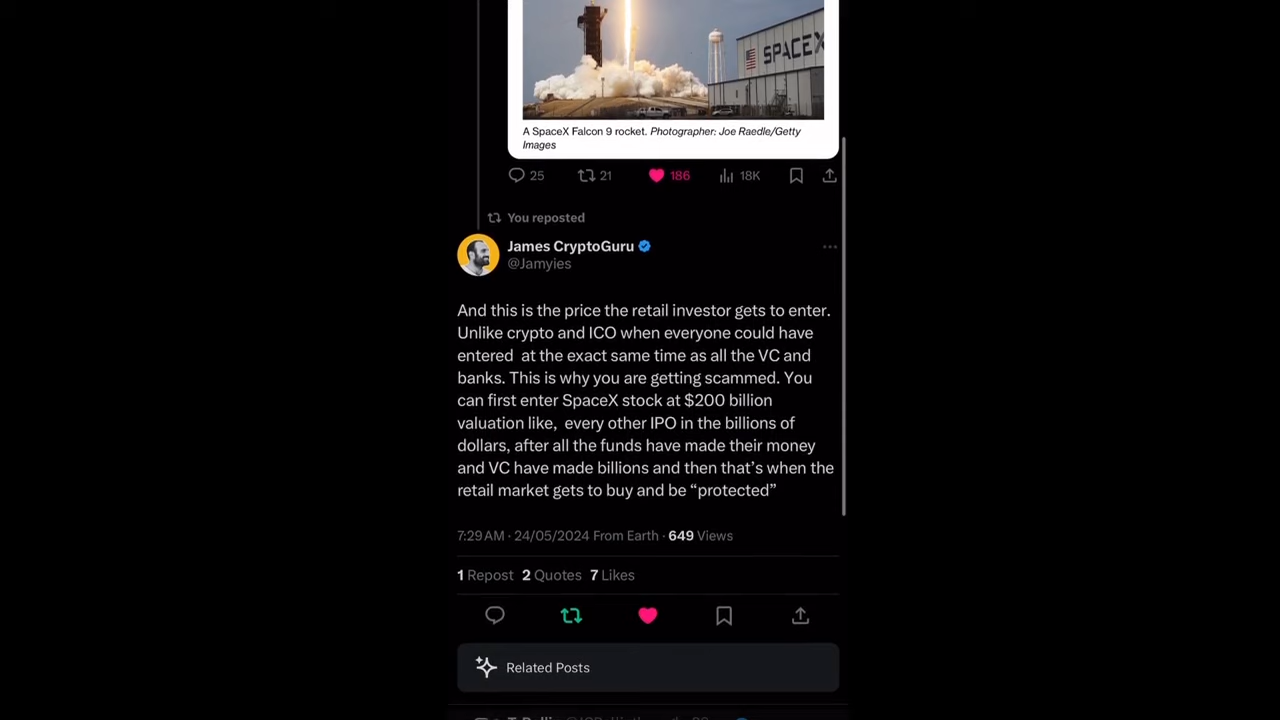 SPACEX
A SpaceX Falcon 9 rocket. Photographer: Joe Raedle/Getty
Images
25 21 186 18K
You reposted
James CryptoGuru
@Jamyies
And this is the price the retail investor gets to enter.
Unlike crypto and ICO when everyone could have
entered at the exact same time as all the VC and
banks. This is why you are getting scammed. You
can first enter SpaceX stock at $200 billion
valuation like, every other IPO in the billions of
dollars, after all the funds have made their money
and VC have made billions and then that’s when the
retail market gets to buy and be “protected”
7:29 AM · 24/05/2024 From Earth · 649 Views
1 Repost 2 Quotes 7 Likes
Related Posts